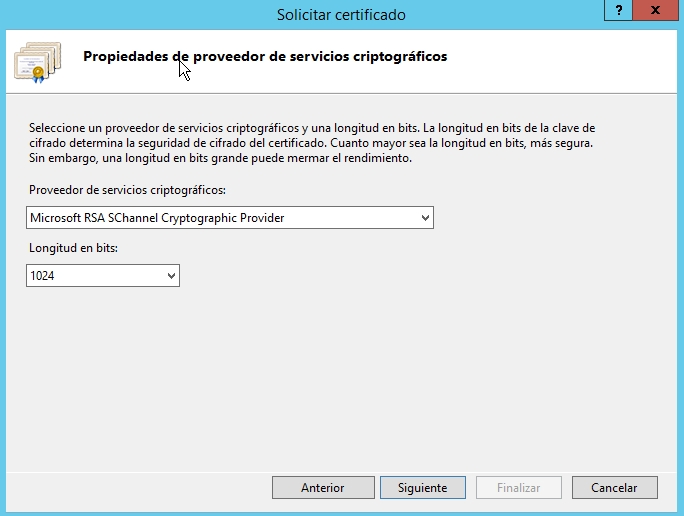 Solicitar certificado
? x
Propiedades de proveedor de servicios criptográficos
Seleccione un proveedor de servicios criptográficos y una longitud en bits. La longitud en bits de la clave de
cifrado determina la seguridad de cifrado del certificado. Cuanto mayor sea la longitud en bits, más segura.
Sin embargo, una longitud en bits grande puede mermar el rendimiento.
Proveedor de servicios criptográficos:
Microsoft RSA SChannel Cryptographic Provider
Longitud en bits:
1024
Anterior Siguiente Finalizar Cancelar